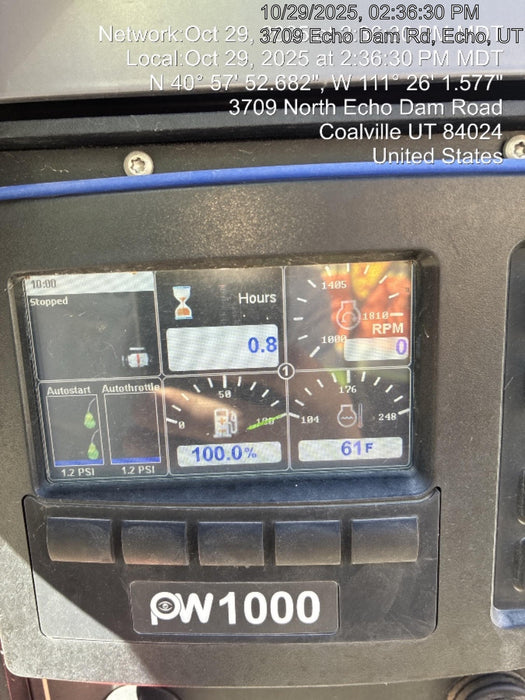 10/29/2025, 02:36:30 PM
3709 Echo Dam Rd, Echo, UT
Network:Oct 29, 2025
Local:Oct 29, 2025 at 2:36:30 PM MDT
N 40° 57' 52.682", W 111° 26' 1.577"
3709 North Echo Dam Road
Coalville UT 84024
United States
10:00
Stopped
Hours
0.8
1405
1810
1000
RPM
0
1
Autostart
Autothrottle
1.2 PSI
1.2 PSI
0
50
100
100.0%
104
176
248
61F
PW1000